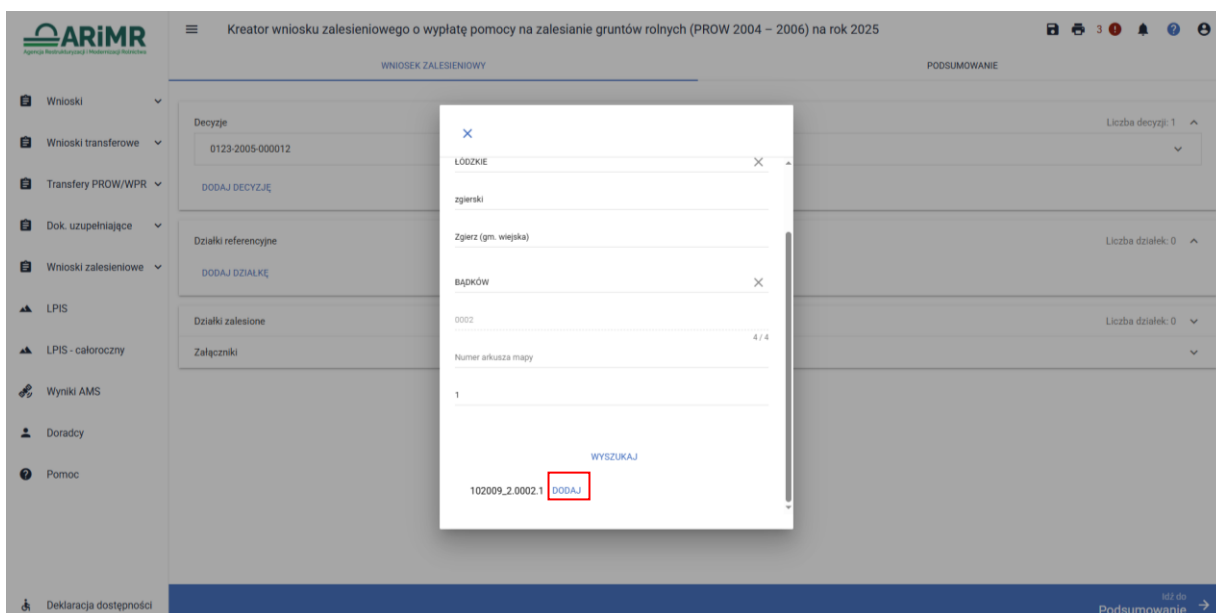 ARiMR
Agencja Restrukturyzacji i Modernizacji Rolnictwa
Kreator wniosku zalesieniowego o wypłatę pomocy na zalesianie gruntów rolnych (PROW 2004 – 2006) na rok 2025
3
WNIOSEK ZALESIENIOWY
PODSUMOWANIE
Wnioski
Wnioski transferowe
Transfery PROW/WPR
Dok. uzupełniające
Wnioski zalesieniowe
LPIS
LPIS - całoroczny
Wyniki AMS
Doradcy
Pomoc
Deklaracja dostępności
Decyzje
Liczba decyzji: 1
0123-2005-000012
DODAJ DECYZJĘ
Działki referencyjne
Liczba działek: 0
DODAJ DZIAŁKĘ
Działki zalesione
Liczba działek: 0
Załączniki
ŁÓDZKIE
zgierski
Zgierz (gm. wiejska)
BĄDKÓW
0002
4 / 4
Numer arkusza mapy
1
WYSZUKAJ
102009_2.0002.1 DODAJ
Idź do
Podsumowanie